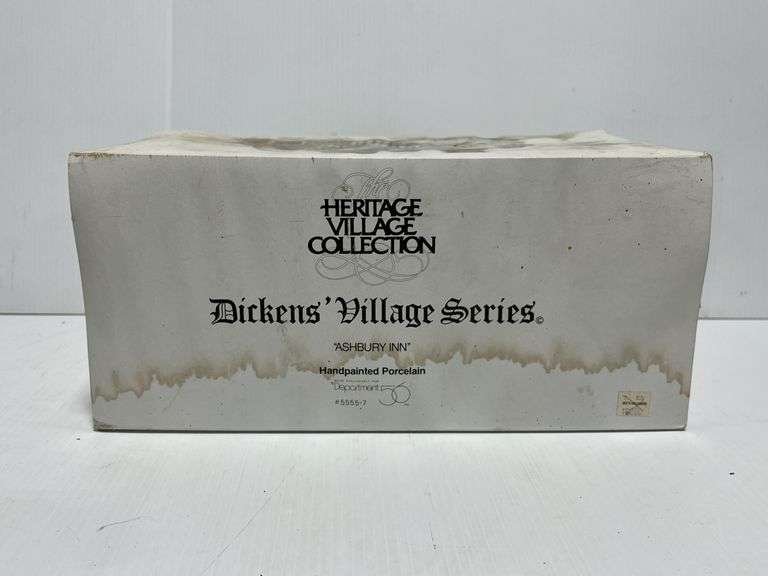 The
HERITAGE
VILLAGE
COLLECTION
Dickens' Village Series©
"ASHBURY INN"
Handpainted Porcelain
Department 56
#5555-7